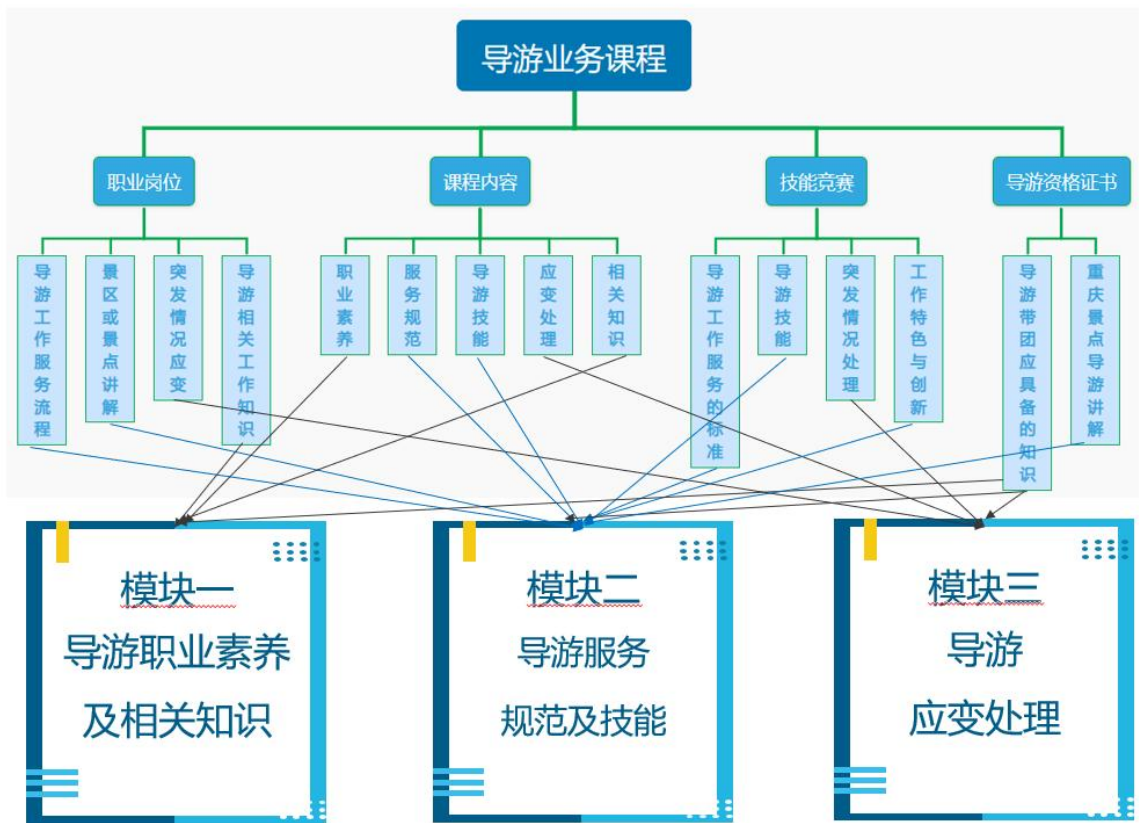 导游业务课程
职业岗位
课程内容
技能竞赛
导游资格证书
导游工作服务流程
景区或景点讲解
突发情况应变
导游相关工作知识
职业素养
服务规范
导游技能
应变处理
相关知识
导游工作服务的标准
导游技能
突发情况处理
工作特色与创新
导游带团应具备的知识
重庆景点导游讲解
模块一
导游职业素养
及相关知识
模块二
导游服务
规范及技能
模块三
导游
应变处理